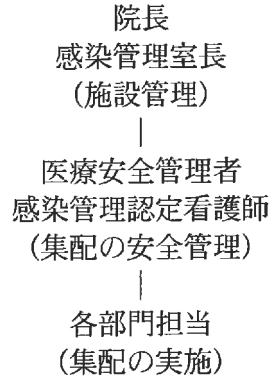 院長
感染管理室長
(施設管理)
医療安全管理者
感染管理認定看護師
(集配の安全管理)
各部門担当
(集配の実施)